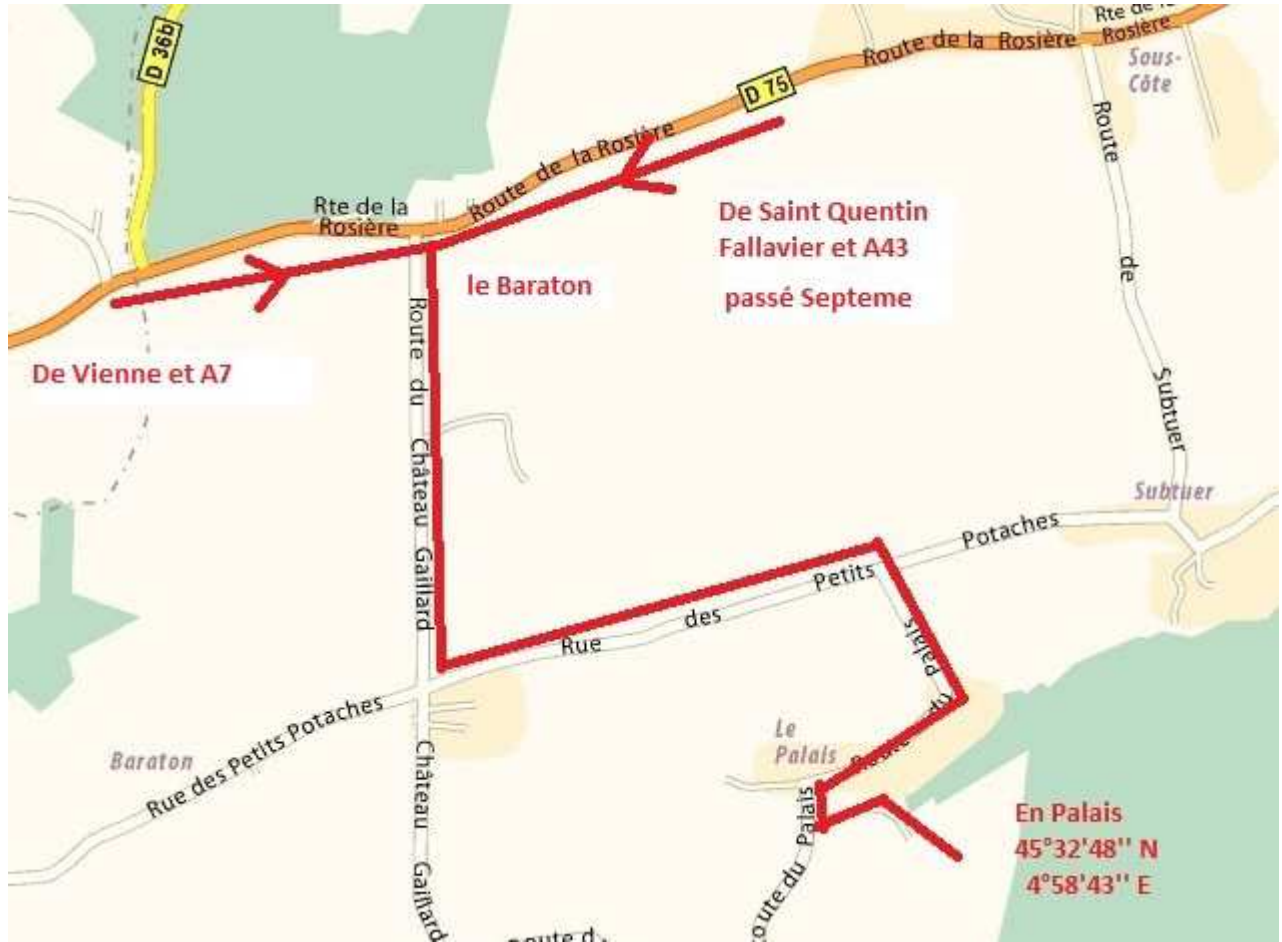 D 36b
Rte de la
Rosière
Route de la Rosière
D 75
Route de la Rosière
Rte de la
Rosière
Sous-
Côte
De Saint Quentin
Fallavier et A43
passé Septeme
le Baraton
De Vienne et A7
Route de Subtuer
Subtuer
Route du Château Gaillard
Rue des Petits Potaches
Rue des Petits Potaches
Baraton
Château Gaillard
Le
Palais
Route du Palais
Route du Palais
En Palais
45°32'48'' N
4°58'43'' E